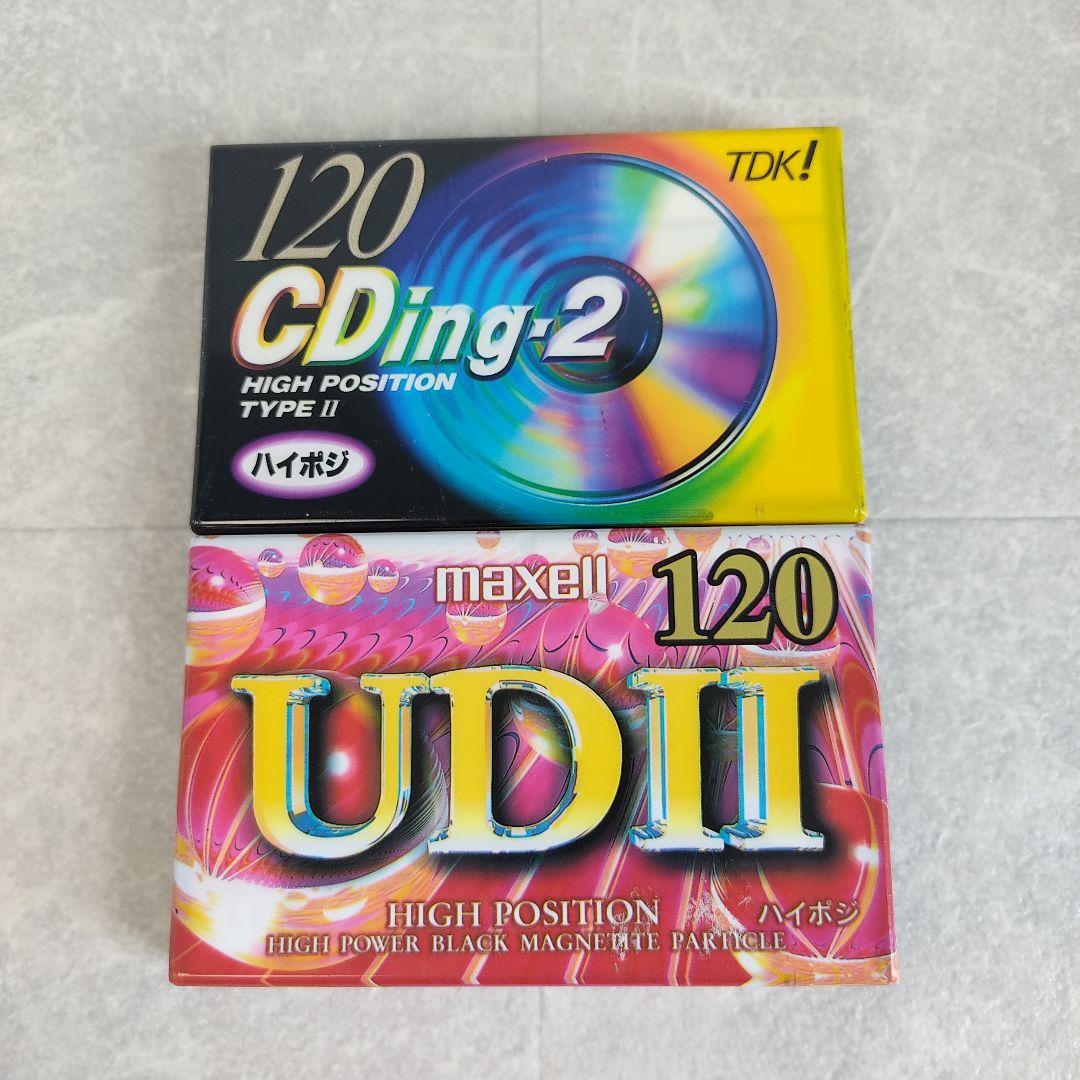 120
TDK!
CDing-2
HIGH POSITION
TYPE II
ハイポジ
maxell
120
UDII
HIGH POSITION
ハイポジ
HIGH POWER BLACK MAGNETITE PARTICLE